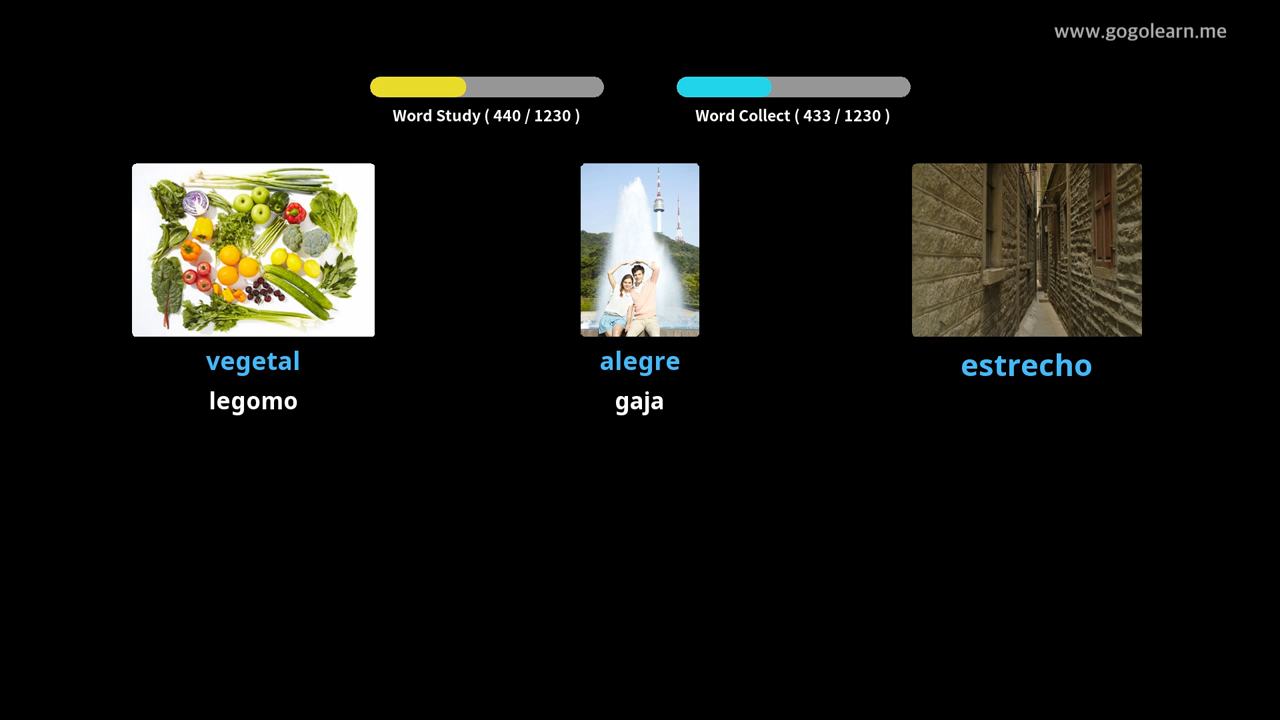 www.gogolearn.me
Word Study ( 440 / 1230 )
Word Collect ( 433 / 1230 )
vegetal
legomo
alegre
gaja
estrecho